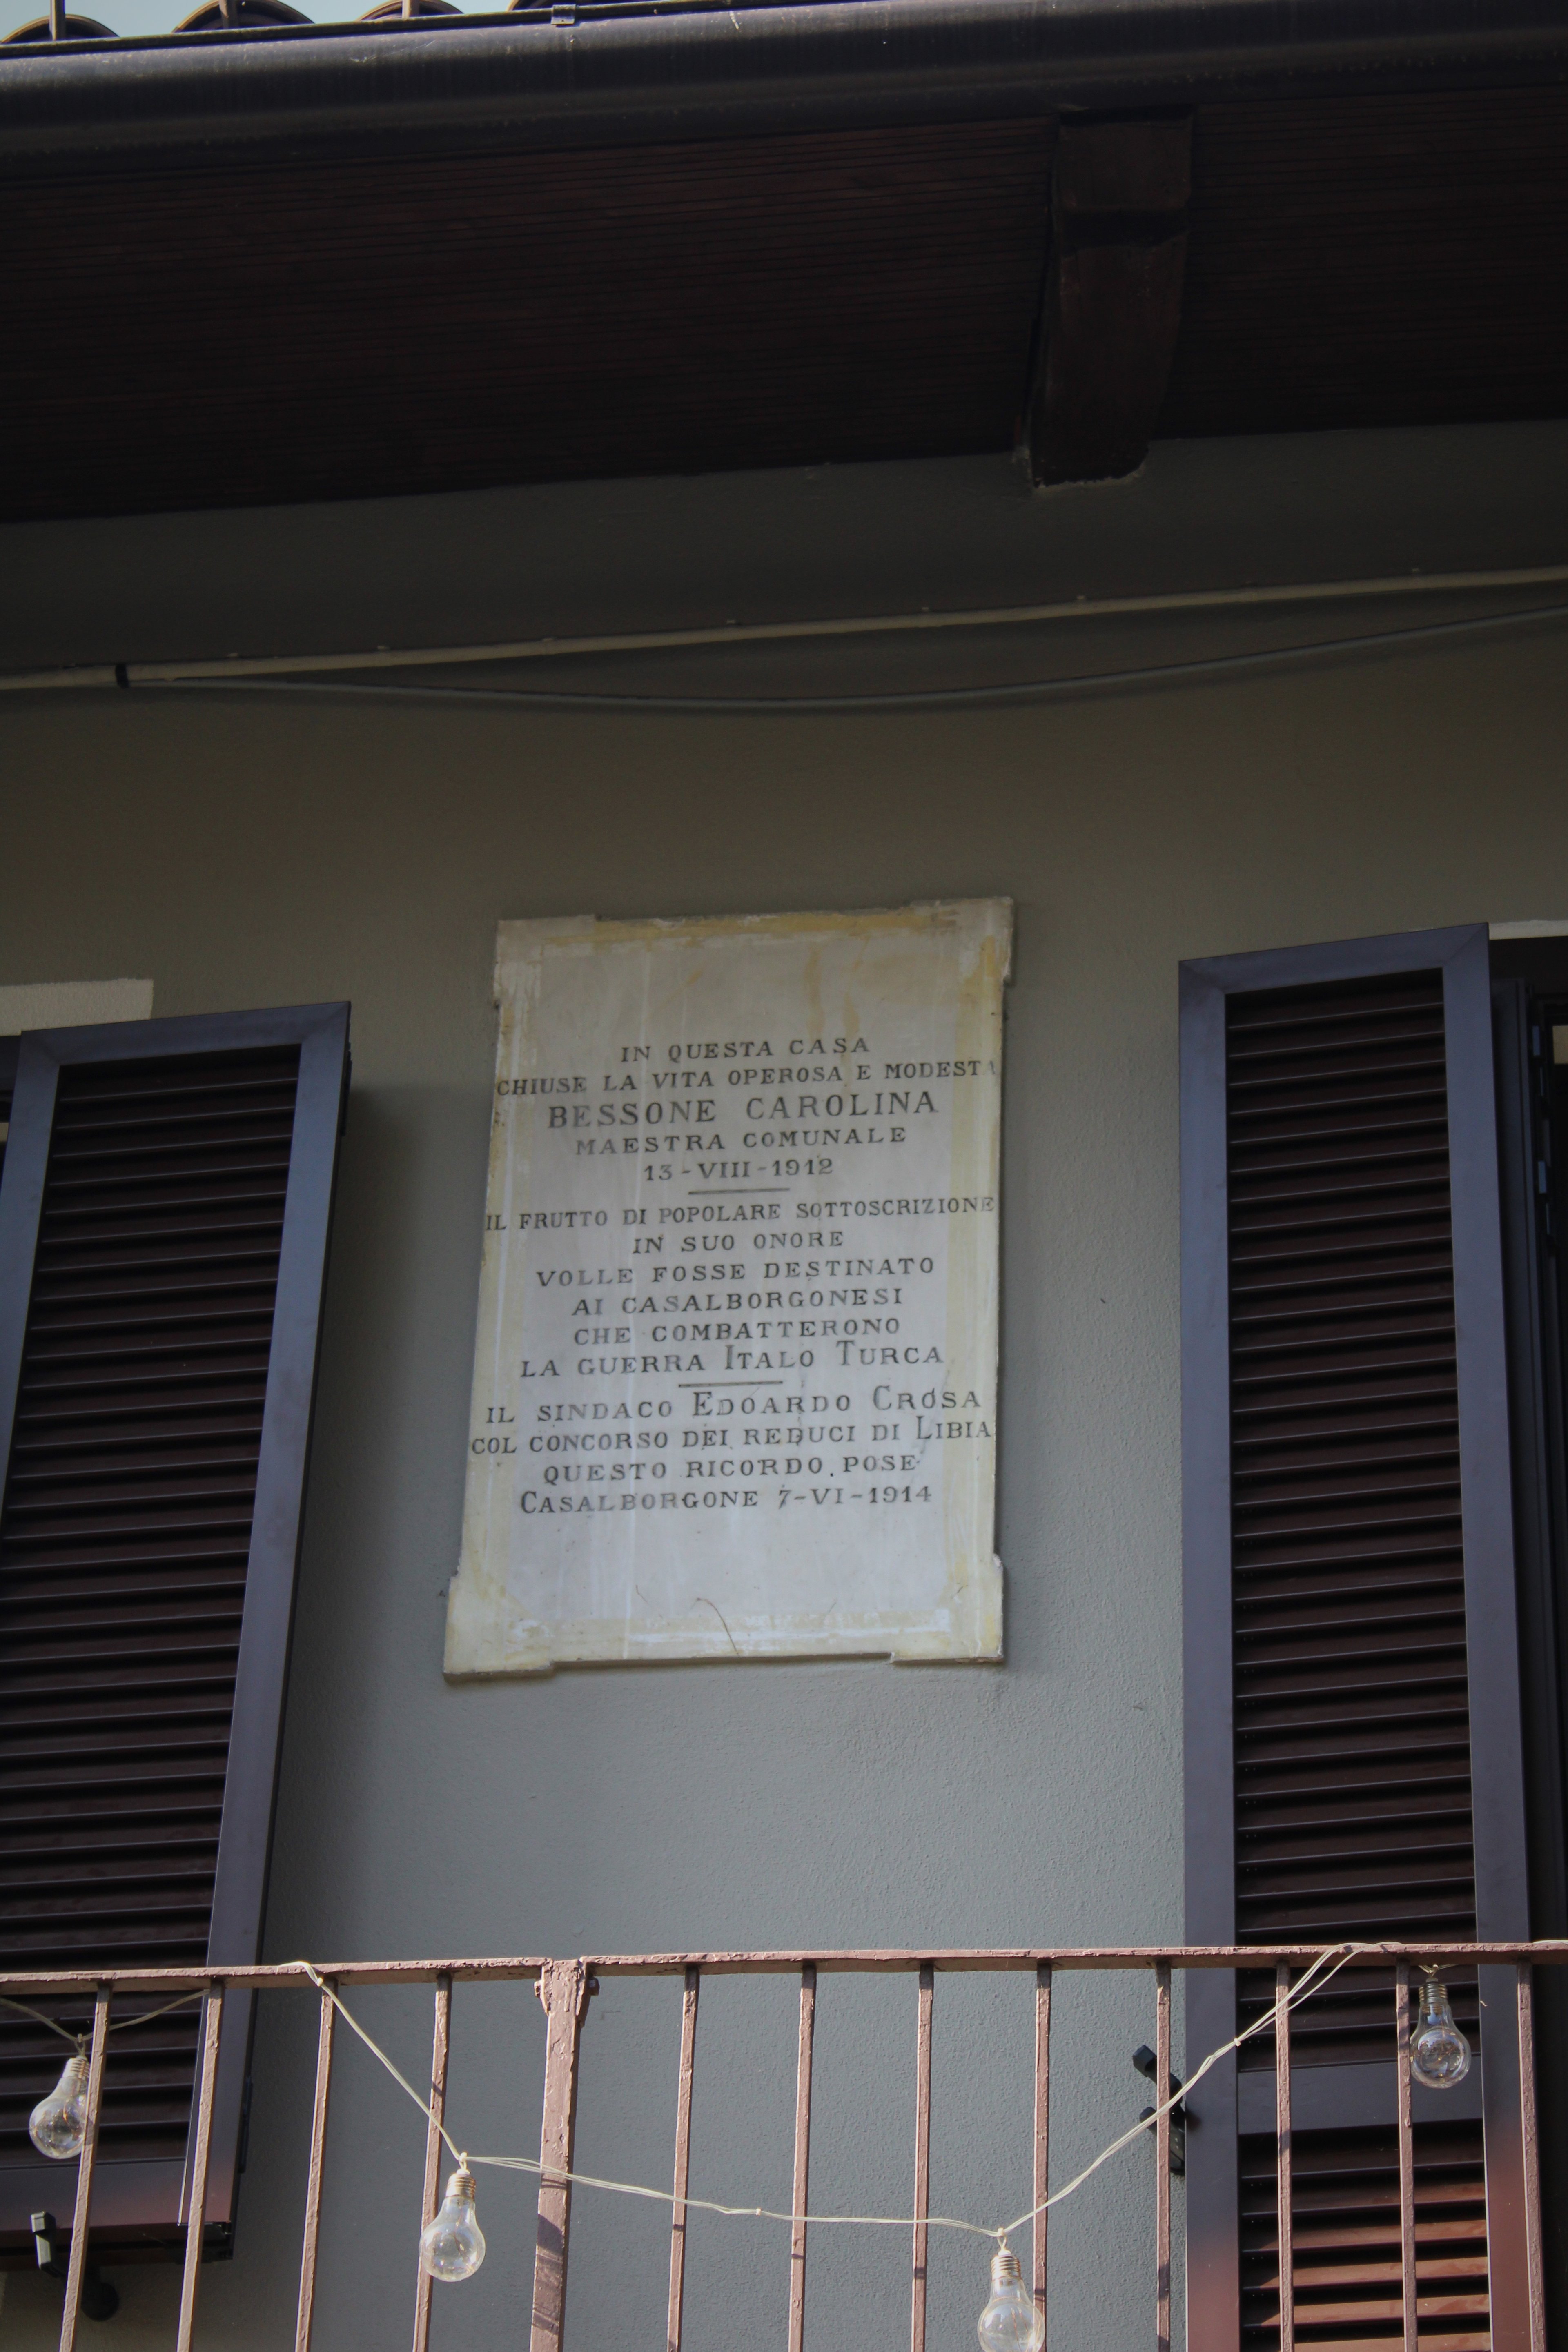 IN QUESTA CASA
CHIUSE LA VITA OPEROSA E MODESTA
BESSONE CAROLINA
MAESTRA COMUNALE
13-VIII-1912
IL FRUTTO DI POPOLARE SOTTOSCRIZIONE
IN SUO ONORE
VOLLE FOSSE DESTINATO
AI CASALBORGONESI
CHE COMBATTERONO
LA GUERRA ITALO TURCA
IL SINDACO EDOARDO CROSA
COL CONCORSO DEI REDUCI DI LIBIA
QUESTO RICORDO POSE
CASALBORGONE 7-VI-1914